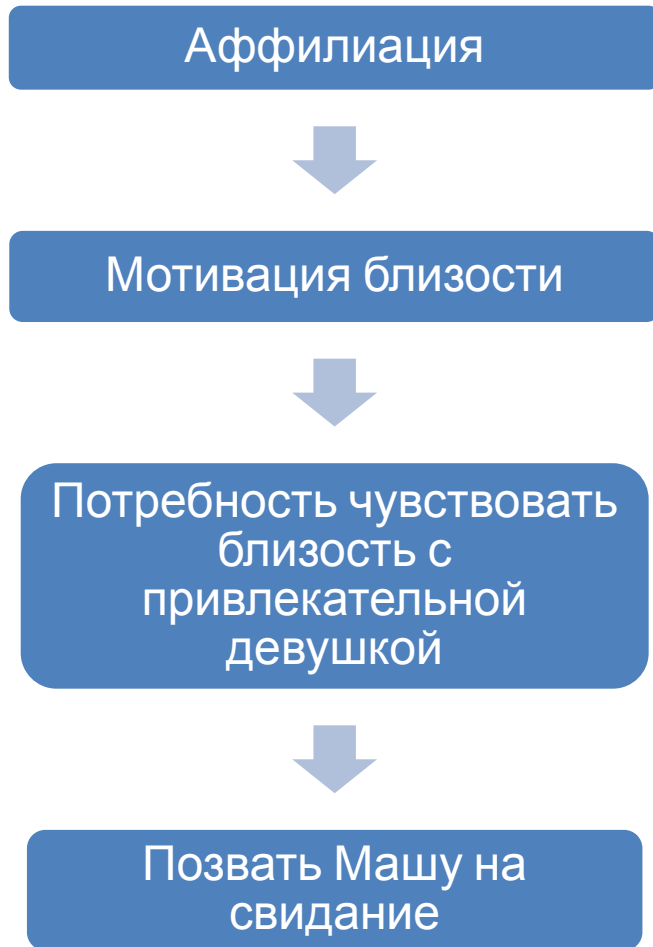 Аффилиация
Мотивация близости
Потребность чувствовать
близость с
привлекательной
девушкой
Позвать Машу на
свидание